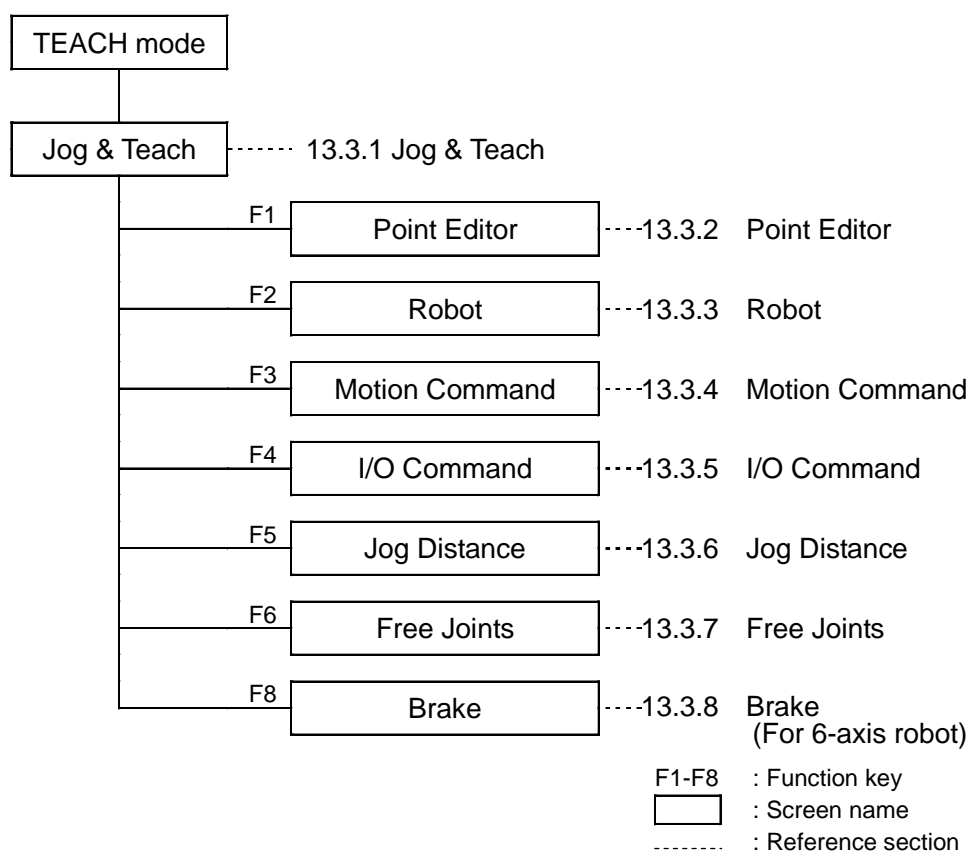 TEACH mode
Jog & Teach 13.3.1 Jog & Teach
F1 Point Editor 13.3.2 Point Editor
F2 Robot 13.3.3 Robot
F3 Motion Command 13.3.4 Motion Command
F4 I/O Command 13.3.5 I/O Command
F5 Jog Distance 13.3.6 Jog Distance
F6 Free Joints 13.3.7 Free Joints
F8 Brake 13.3.8 Brake
(For 6-axis robot)
F1-F8 : Function key
: Screen name
: Reference section